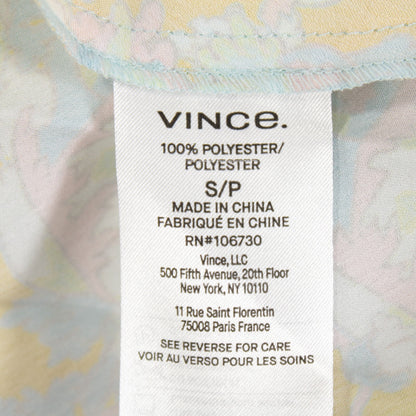 VINCE.
100% POLYESTER/
POLYESTER
S/P
MADE IN CHINA
FABRIQUÉ EN CHINE
RN#106730
Vince, LLC
500 Fifth Avenue, 20th Floor
New York, NY 10110
11 Rue Saint Florentin
75008 Paris France
SEE REVERSE FOR CARE
VOIR AU VERSO POUR LES SOINS